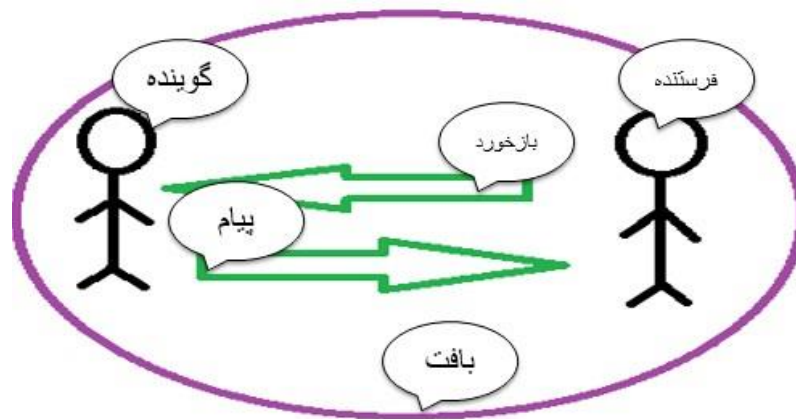 فرستنده
گوینده
بازخورد
پیام
بافت